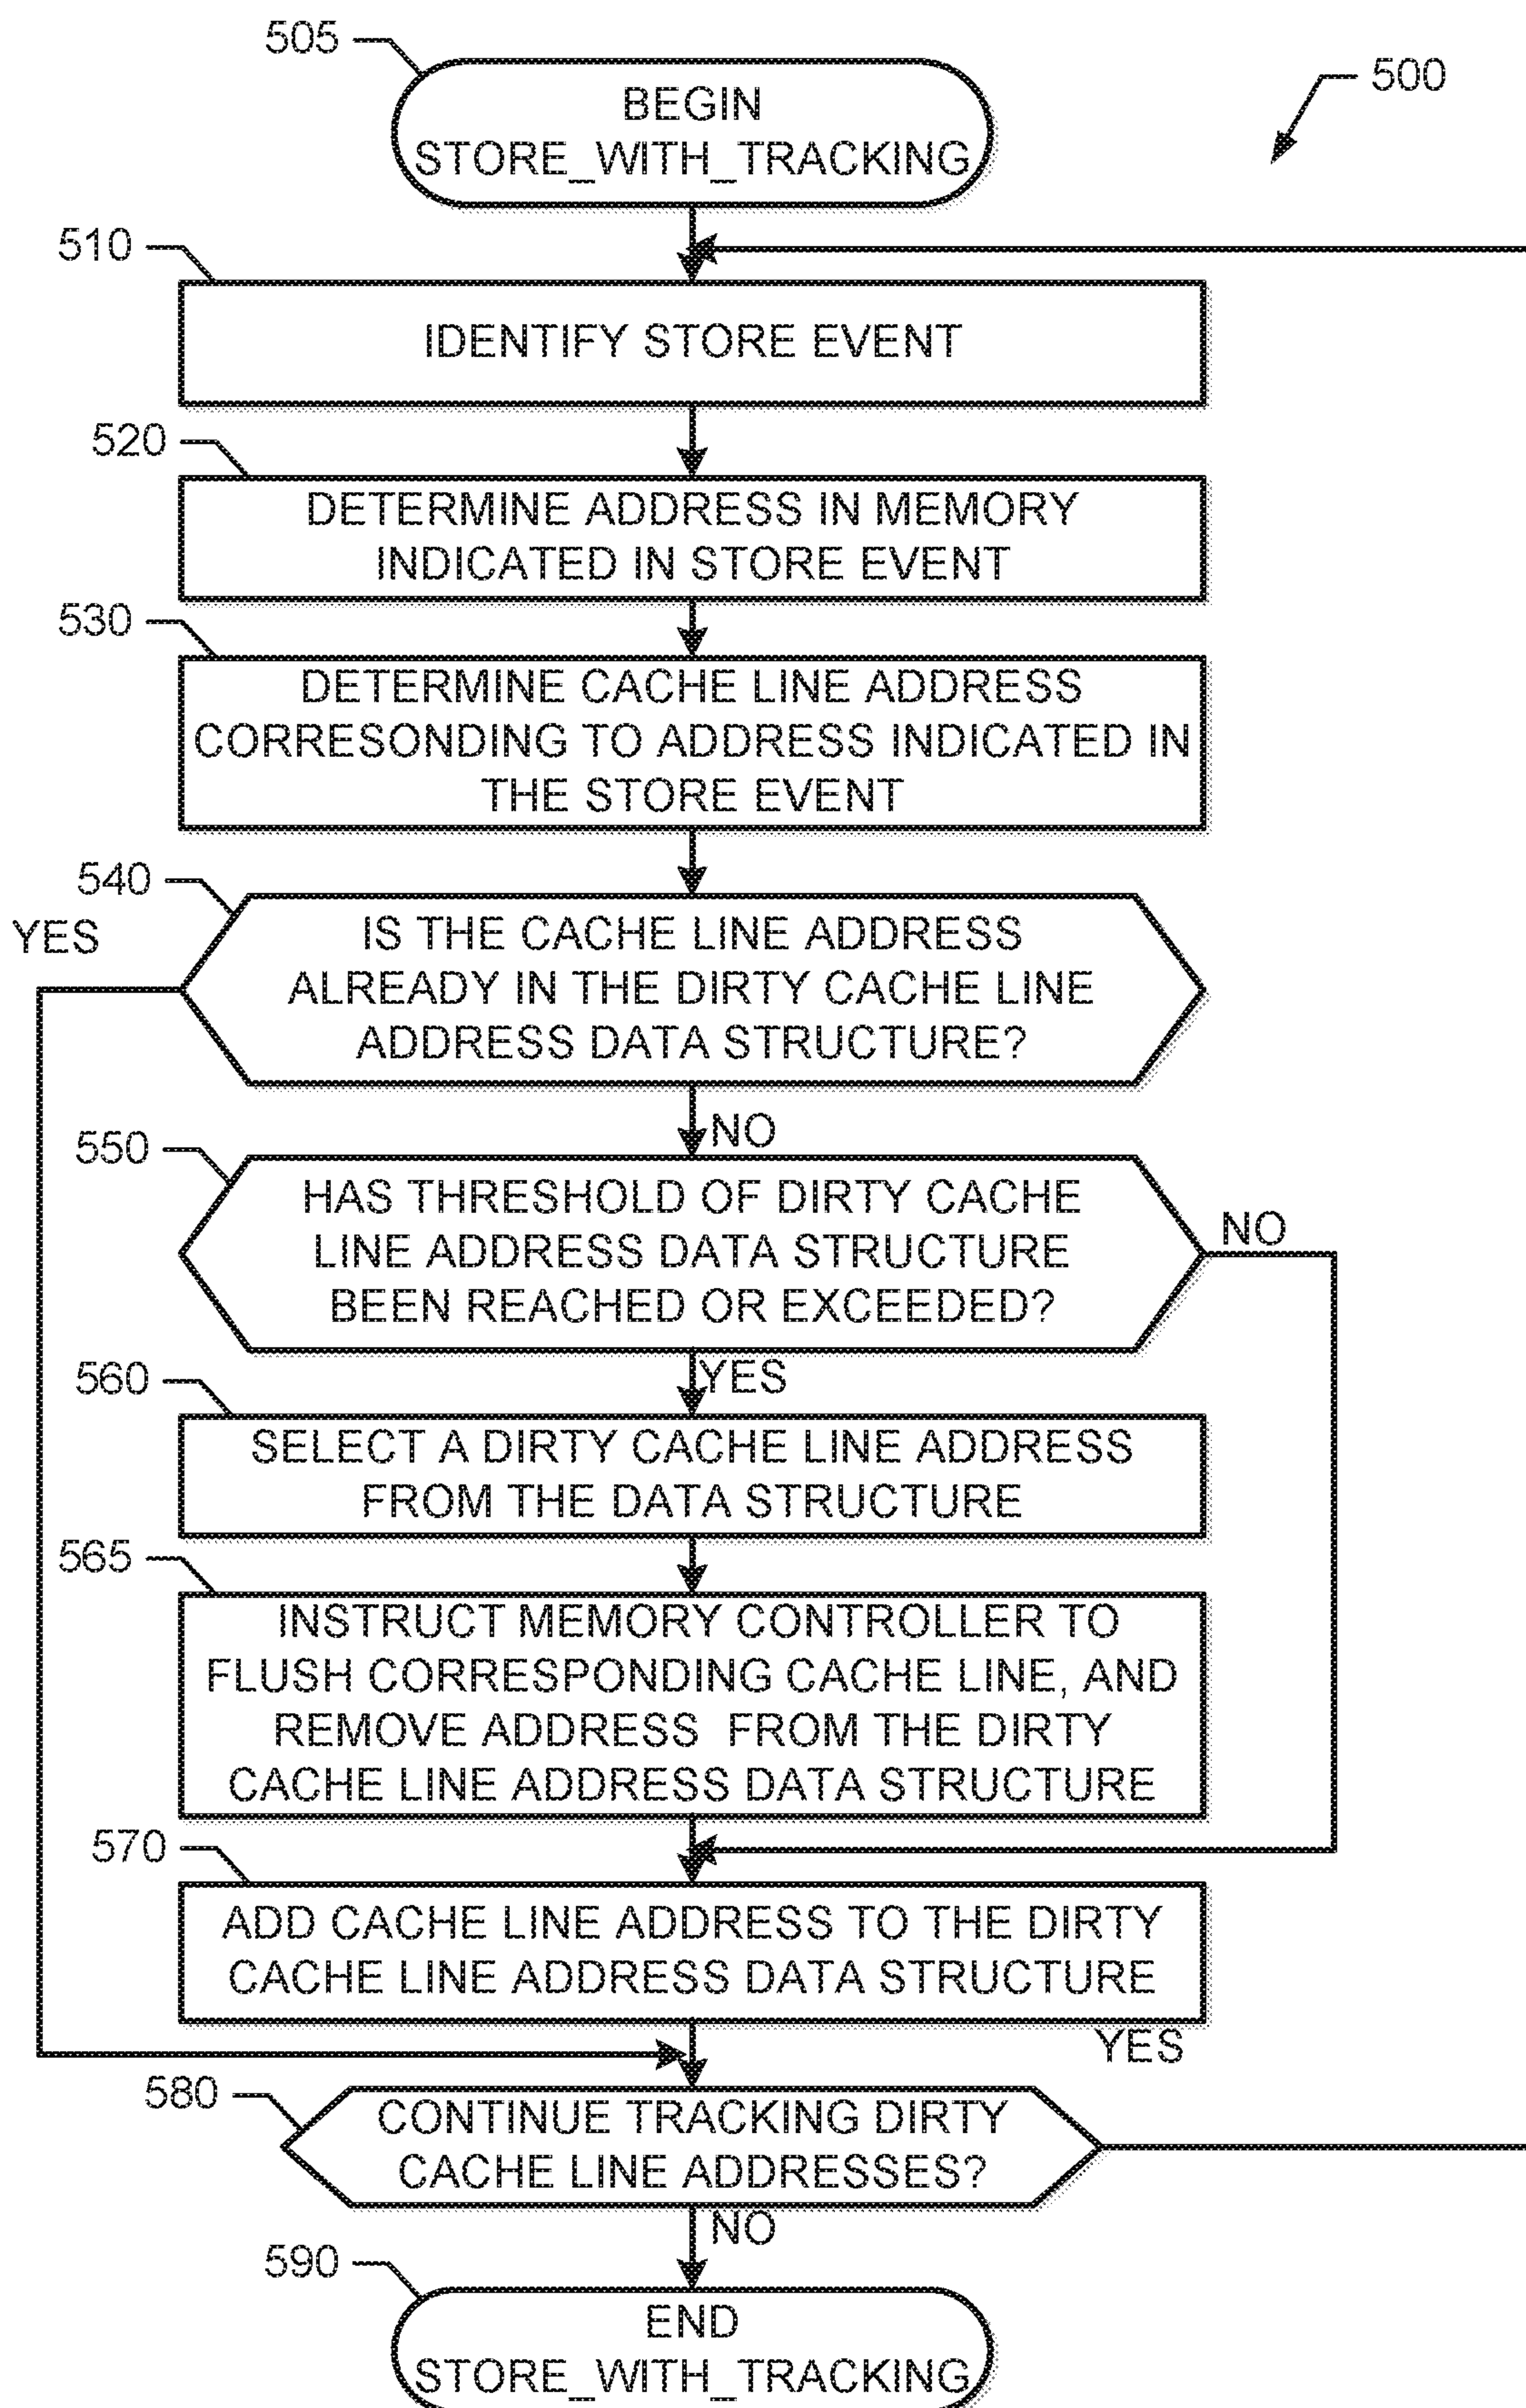 505
BEGIN
STORE_WITH_TRACKING
500
510
IDENTIFY STORE EVENT
520
DETERMINE ADDRESS IN MEMORY
INDICATED IN STORE EVENT
530
DETERMINE CACHE LINE ADDRESS
CORRESONDING TO ADDRESS INDICATED IN
THE STORE EVENT
540
YES
IS THE CACHE LINE ADDRESS
ALREADY IN THE DIRTY CACHE LINE
ADDRESS DATA STRUCTURE?
NO
550
HAS THRESHOLD OF DIRTY CACHE
LINE ADDRESS DATA STRUCTURE
BEEN REACHED OR EXCEEDED?
NO
YES
560
SELECT A DIRTY CACHE LINE ADDRESS
FROM THE DATA STRUCTURE
565
INSTRUCT MEMORY CONTROLLER TO
FLUSH CORRESPONDING CACHE LINE, AND
REMOVE ADDRESS FROM THE DIRTY
CACHE LINE ADDRESS DATA STRUCTURE
570
ADD CACHE LINE ADDRESS TO THE DIRTY
CACHE LINE ADDRESS DATA STRUCTURE
YES
580
CONTINUE TRACKING DIRTY
CACHE LINE ADDRESSES?
NO
590
END
STORE_WITH_TRACKING